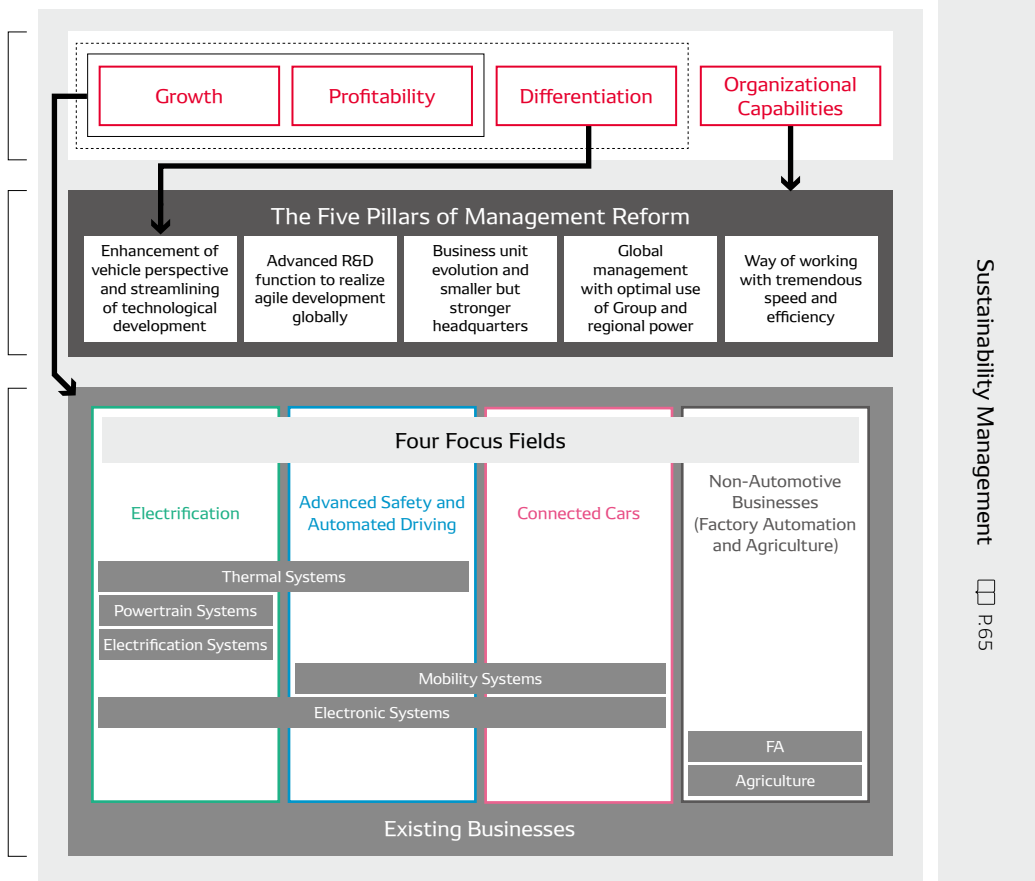 Growth
Profitability
Differentiation
Organizational
Capabilities
The Five Pillars of Management Reform
Enhancement of
vehicle perspective
and streamlining
of technological
development
Advanced R&D
function to realize
agile development
globally
Business unit
evolution and
smaller but
stronger
headquarters
Global
management
with optimal use
of Group and
regional power
Way of working
with tremendous
speed and
efficiency
Four Focus Fields
Electrification
Advanced Safety and
Automated Driving
Connected Cars
Non-Automotive
Businesses
(Factory Automation
and Agriculture)
Thermal Systems
Powertrain Systems
Electrification Systems
Mobility Systems
Electronic Systems
FA
Agriculture
Existing Businesses
Sustainability Management P.65